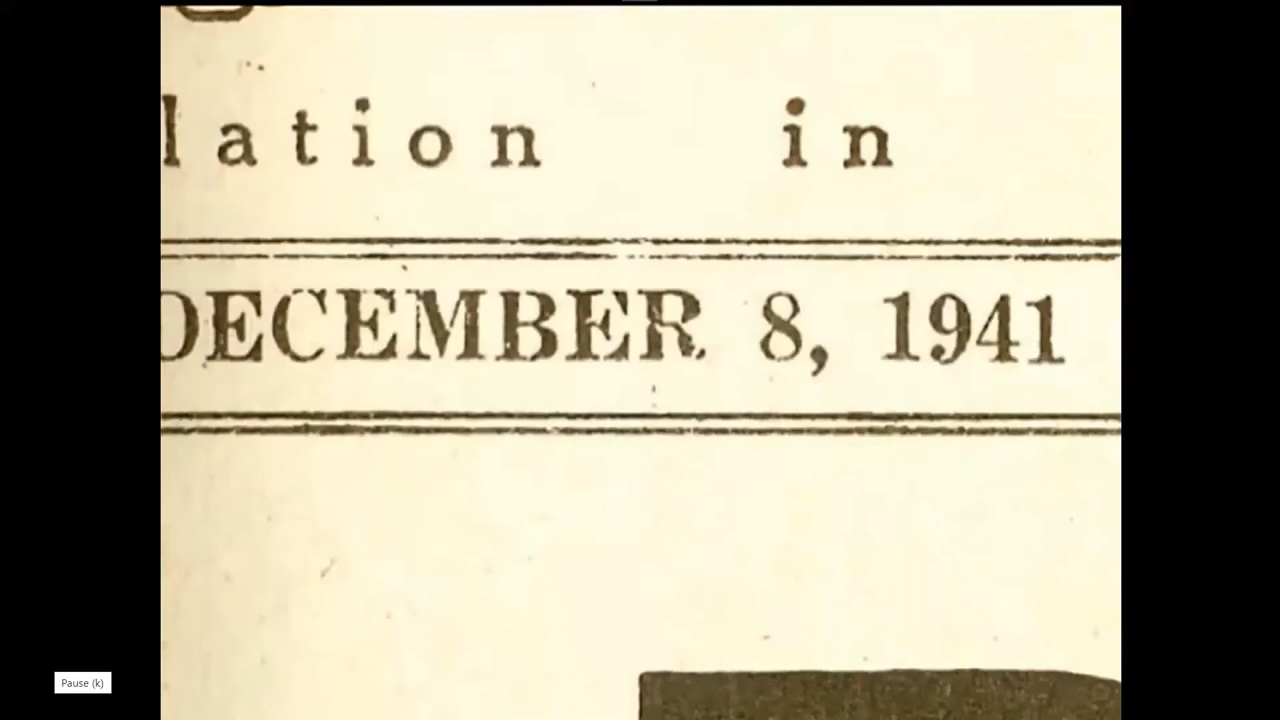 lation in
DECEMBER 8, 1941
Pause (k)